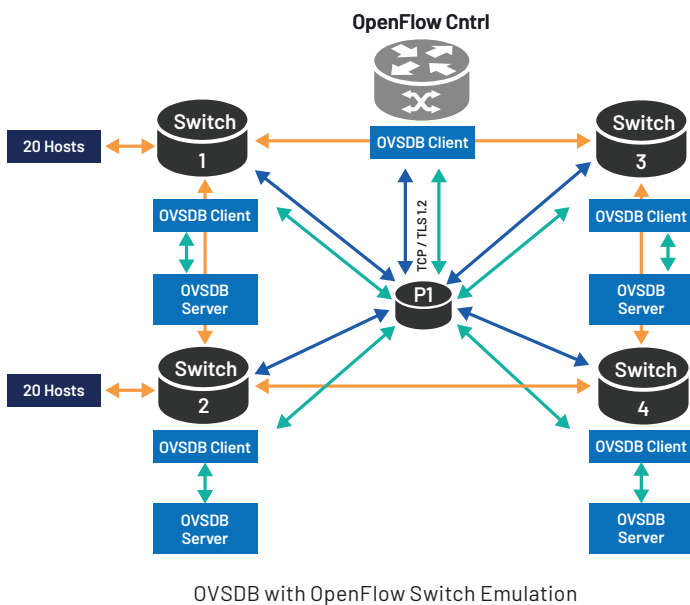 OpenFlow Cntrl
Switch
1
Switch
3
20 Hosts
OVSDB Client
OVSDB Client
OVSDB Client
TCP / TLS 1.2
OVSDB
Server
P1
OVSDB
Server
Switch
2
Switch
4
20 Hosts
OVSDB Client
OVSDB Client
OVSDB
Server
OVSDB
Server
OVSDB with OpenFlow Switch Emulation